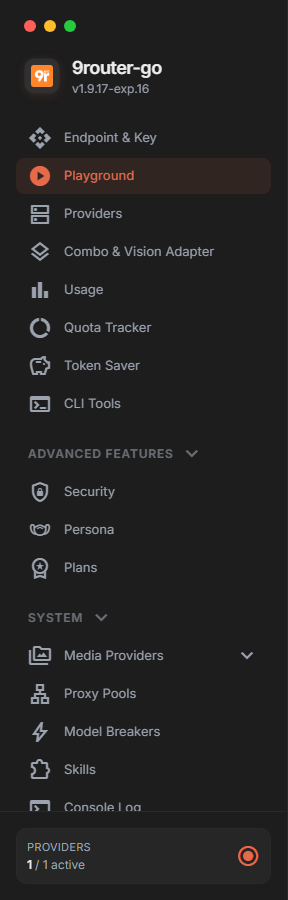 9r
9router-go
v1.9.17-exp.16
Endpoint & Key
Playground
Providers
Combo & Vision Adapter
Usage
Quota Tracker
Token Saver
CLI Tools
ADVANCED FEATURES
Security
Persona
Plans
SYSTEM
Media Providers
Proxy Pools
Model Breakers
Skills
Console Log
PROVIDERS
1 / 1 active